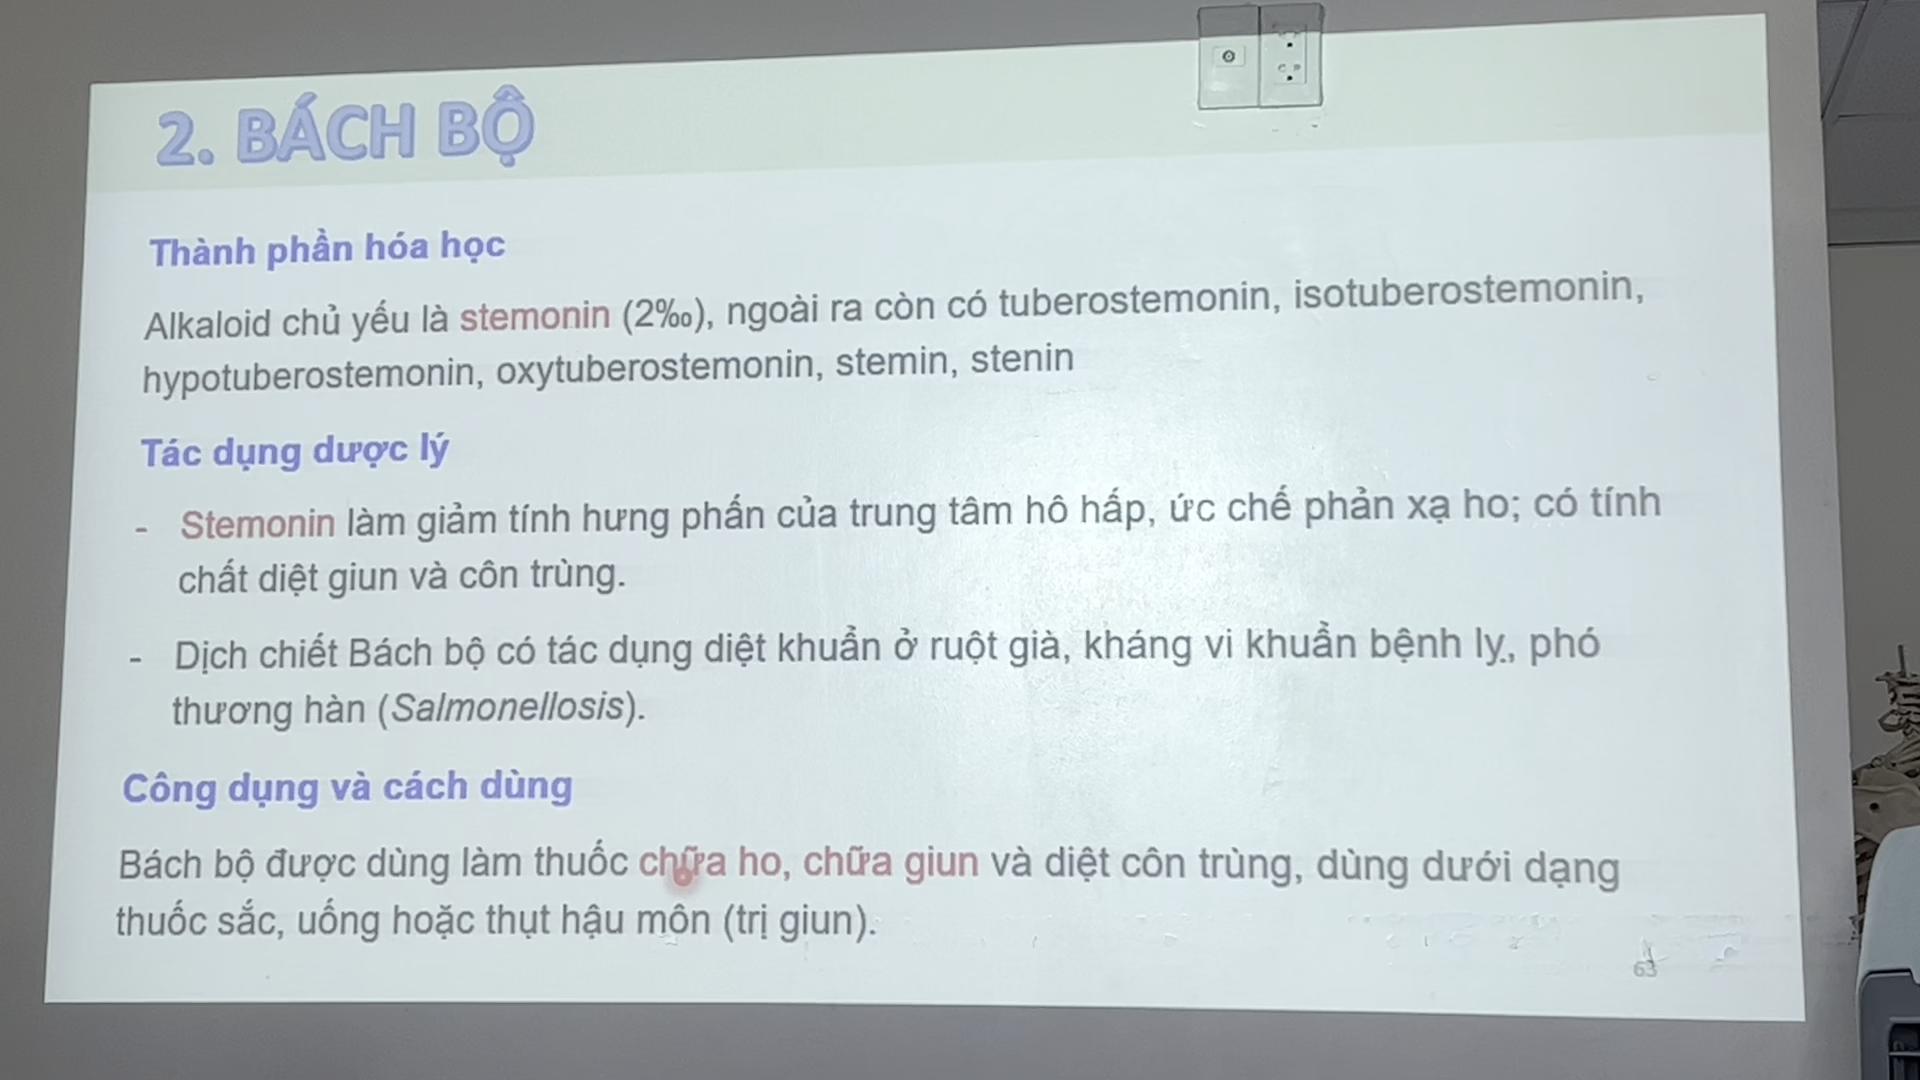 2. BÁCH BỘ
Thành phần hóa học
Alkaloid chủ yếu là stemonin (2‰), ngoài ra còn có tuberostemonin, isotuberostemonin,
hypotuberostemonin, oxytuberostemonin, stemin, stenin
Tác dụng dược lý
- Stemonin làm giảm tính hưng phấn của trung tâm hô hấp, ức chế phản xạ ho; có tính
chất diệt giun và côn trùng.
- Dịch chiết Bách bộ có tác dụng diệt khuẩn ở ruột già, kháng vi khuẩn bệnh lỵ, phó
thương hàn (Salmonellosis).
Công dụng và cách dùng
Bách bộ được dùng làm thuốc chữa ho, chữa giun và diệt côn trùng, dùng dưới dạng
thuốc sắc, uống hoặc thụt hậu môn (trị giun).
63